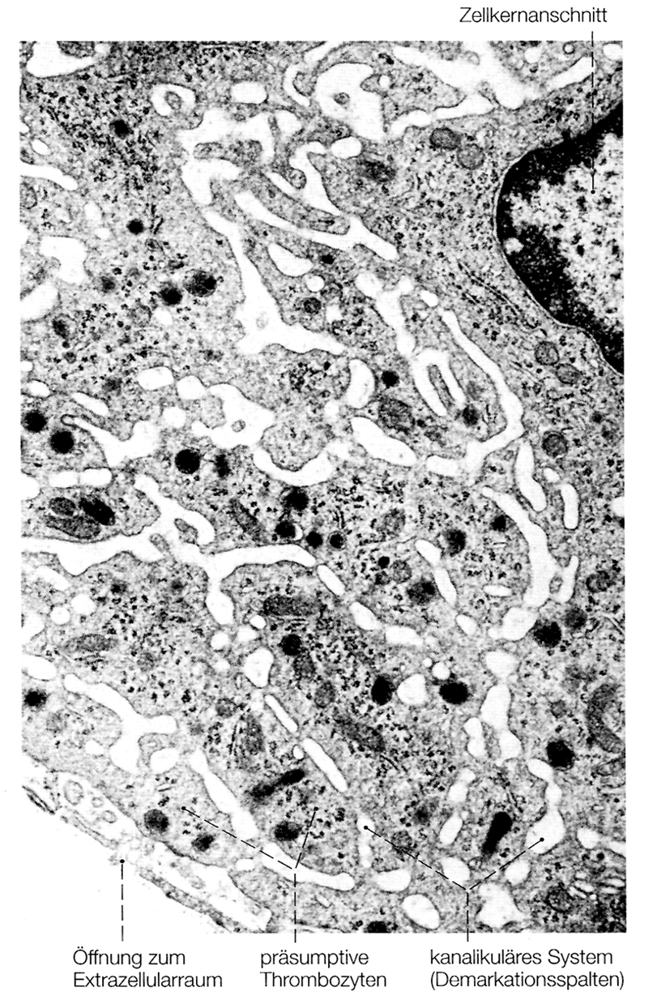 Zellkernanschnitt
Öffnung zum
Extrazellularraum
präsumptive
Thrombozyten
kanalikuläres System
(Demarkationsspalten)